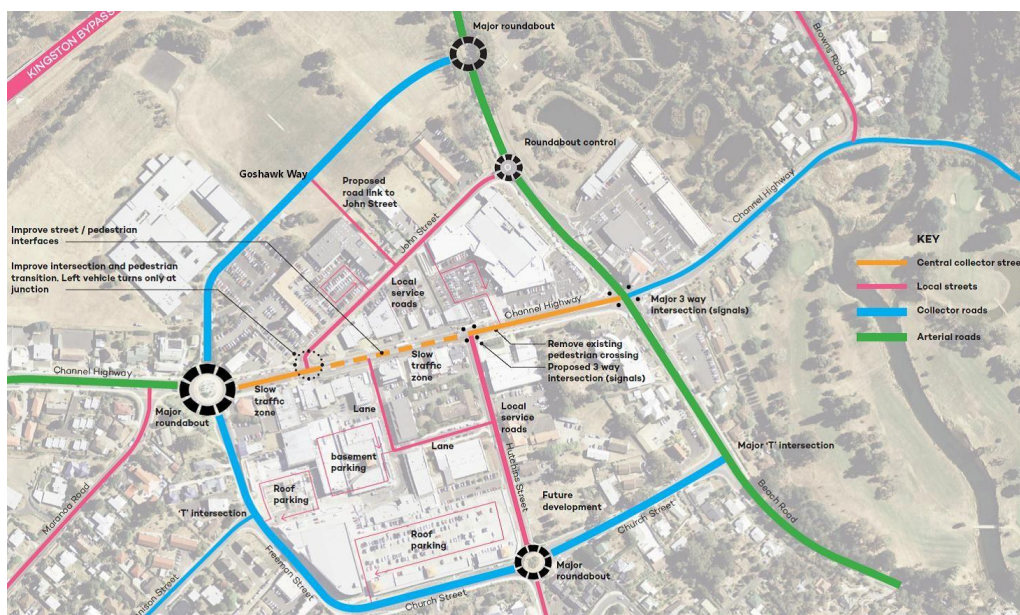 KINGSTON BYPASS
Major roundabout
Browns Road
Roundabout control
Goshawk Way
Proposed
road link to
John Street
Channel Highway
John Street
Improve street / pedestrian
interfaces
Improve intersection and pedestrian
transition. Left vehicle turns only at
junction
Local
service
roads
KEY
Central collector stree
Local streets
Collector roads
Arterial roads
Channel Highway
Major 3 way
intersection (signals)
Remove existing
pedestrian crossing
Proposed 3 way
intersection (signals)
Slow
traffic
zone
Channel Highway
Slow
traffic
zone
Major
roundabout
Lane
Local
service
roads
Lane
Hutchins Street
basement
parking
Major 'T' intersection
Maranoa Road
Roof
parking
Future
development
Beach Road
'T' intersection
Church Street
Roof
parking
Freeman Street
Major
roundabout
nison Street
Church Street